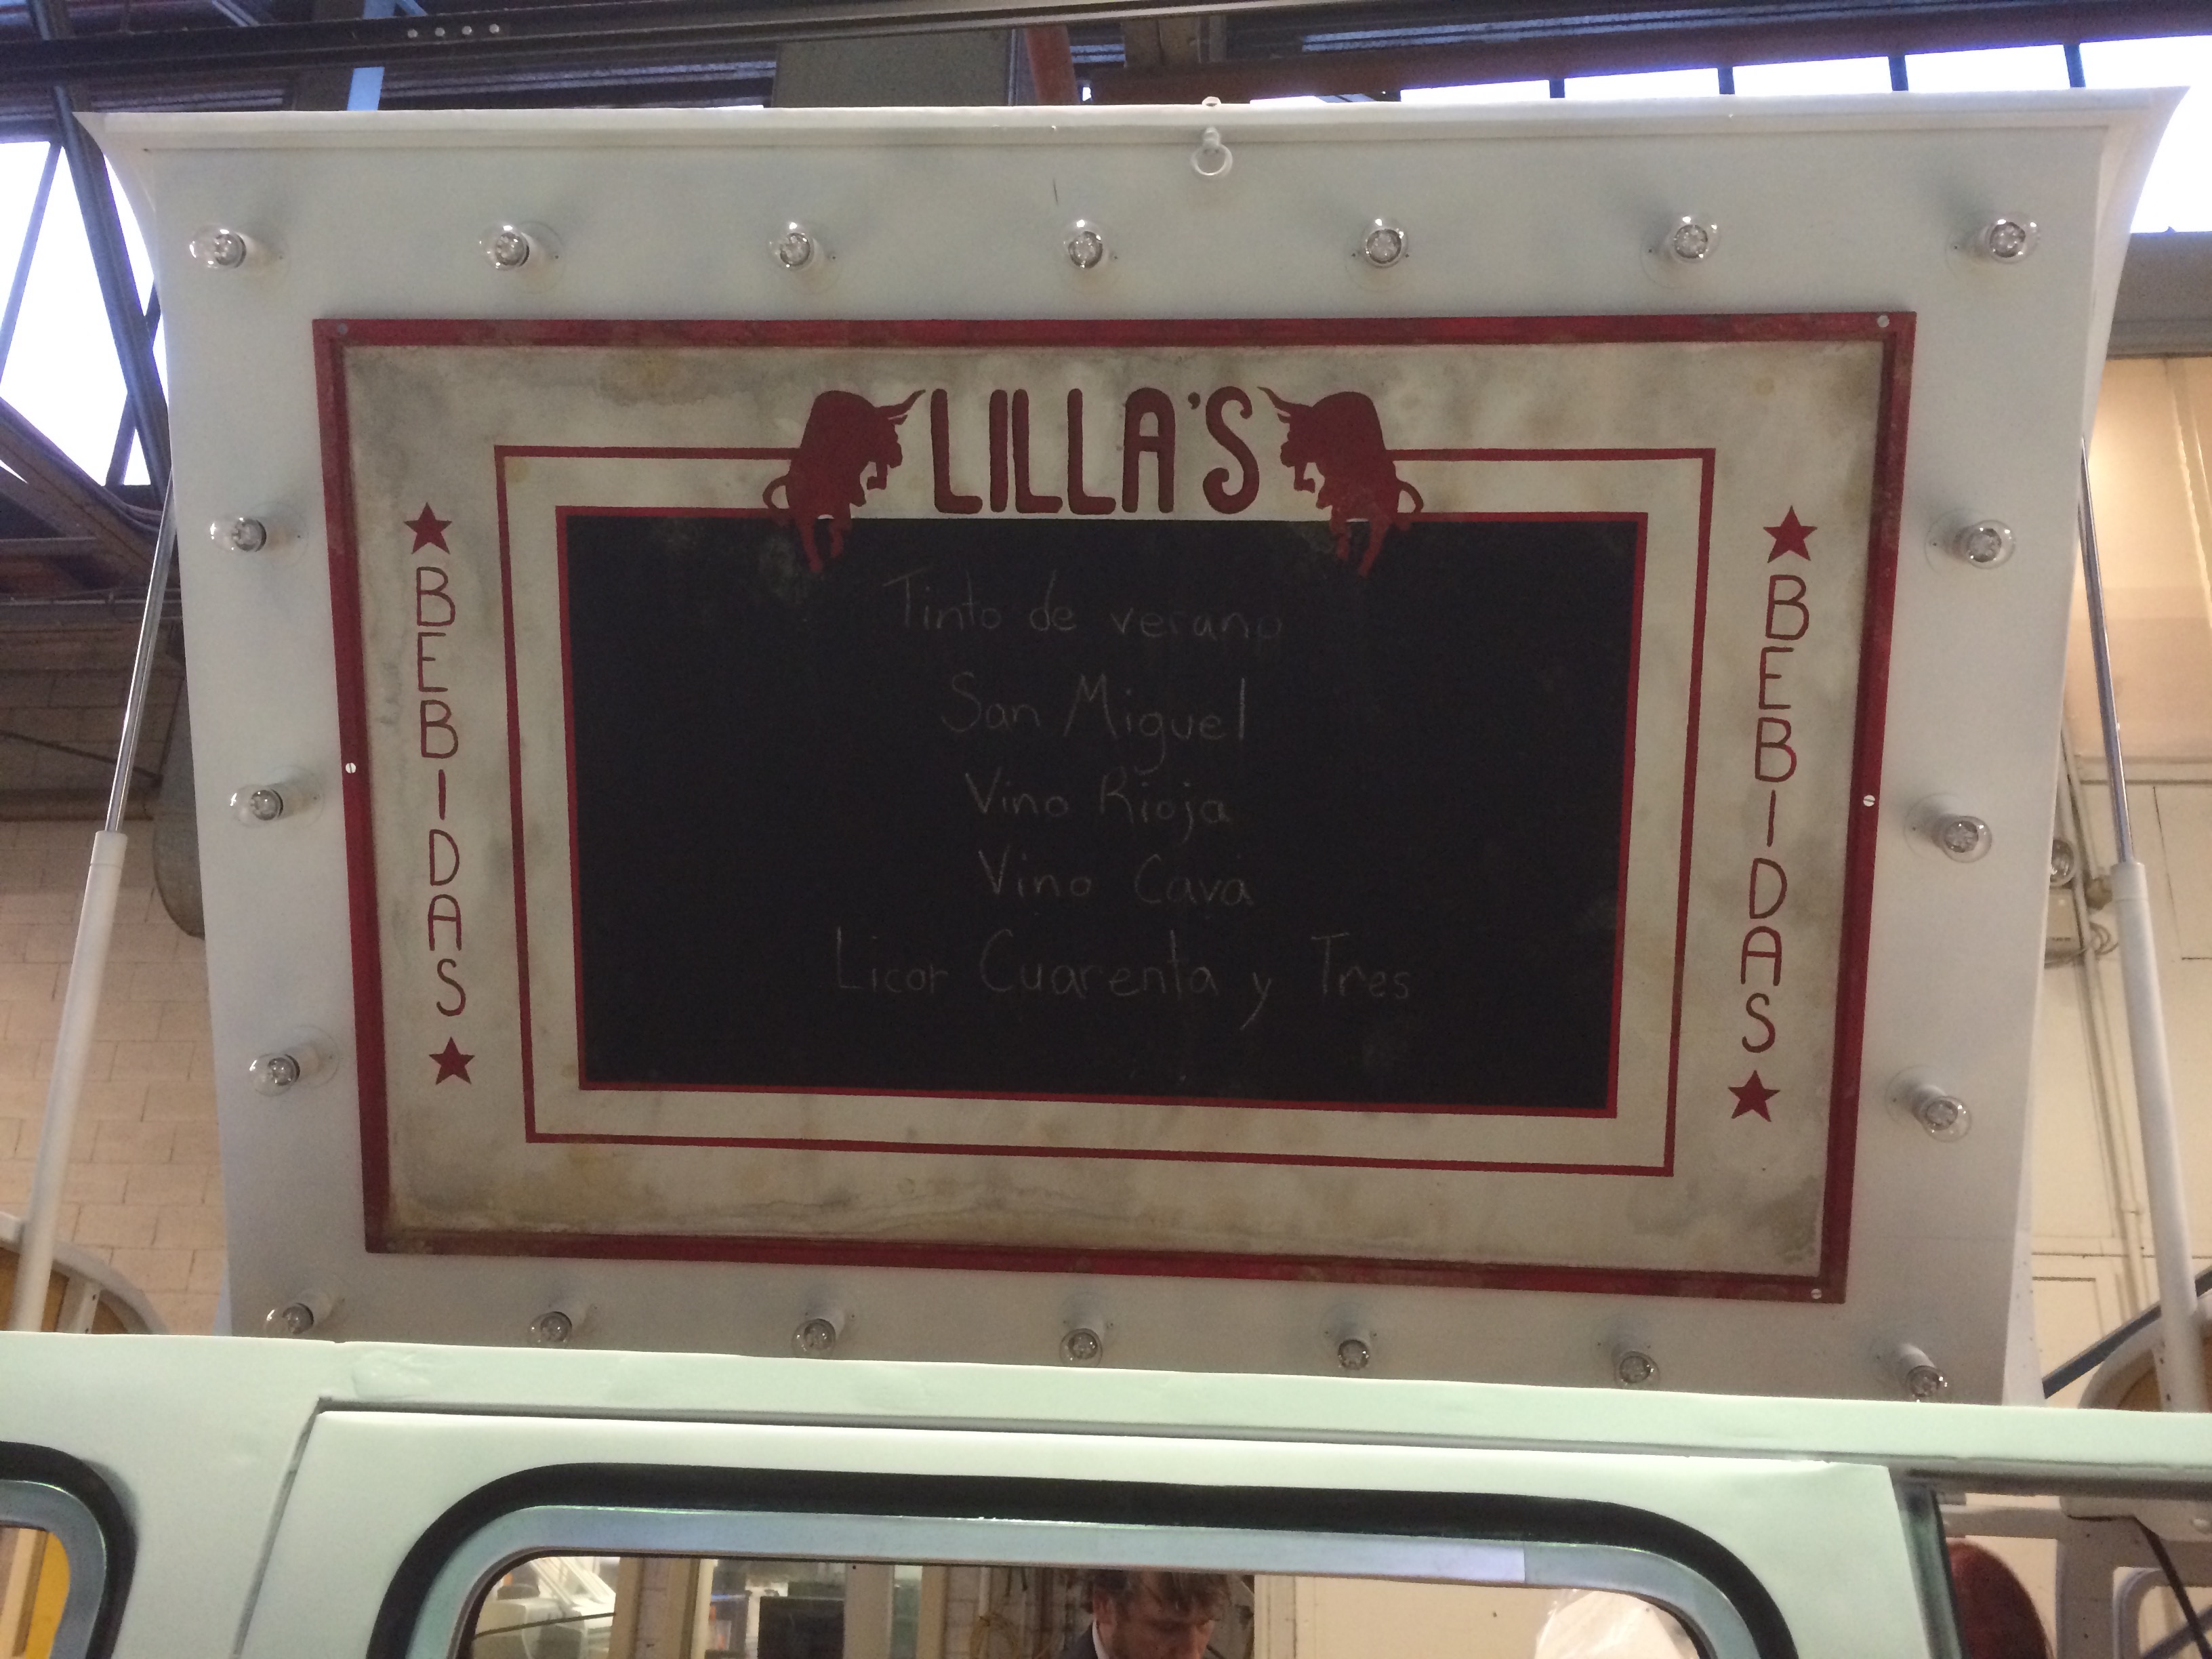 LILLA'S
BEBIDAS
Tinto de verano
San Miguel
Vino Rioja
Vino Cava
Licor Cuarenta y Tres
BEBIDAS